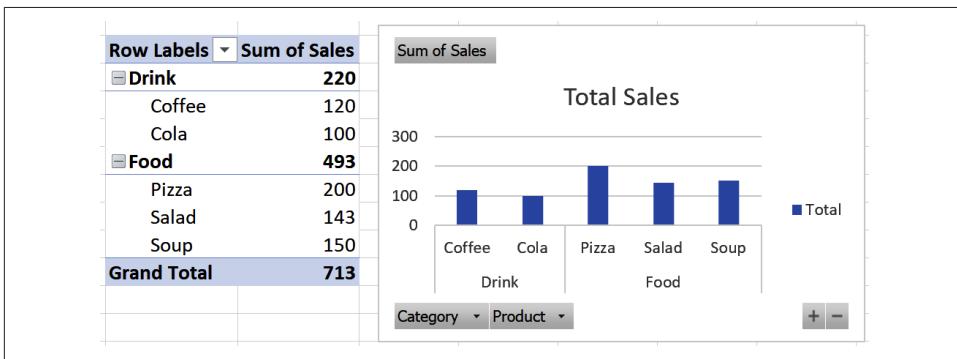 Row Labels Sum of Sales
Drink 220
Coffee 120
Cola 100
Food 493
Pizza 200
Salad 143
Soup 150
Grand Total 713
Sum of Sales
Total Sales
300
200
100
0
Coffee Cola Pizza Salad Soup
Drink Food
Total
Category Product
+ −